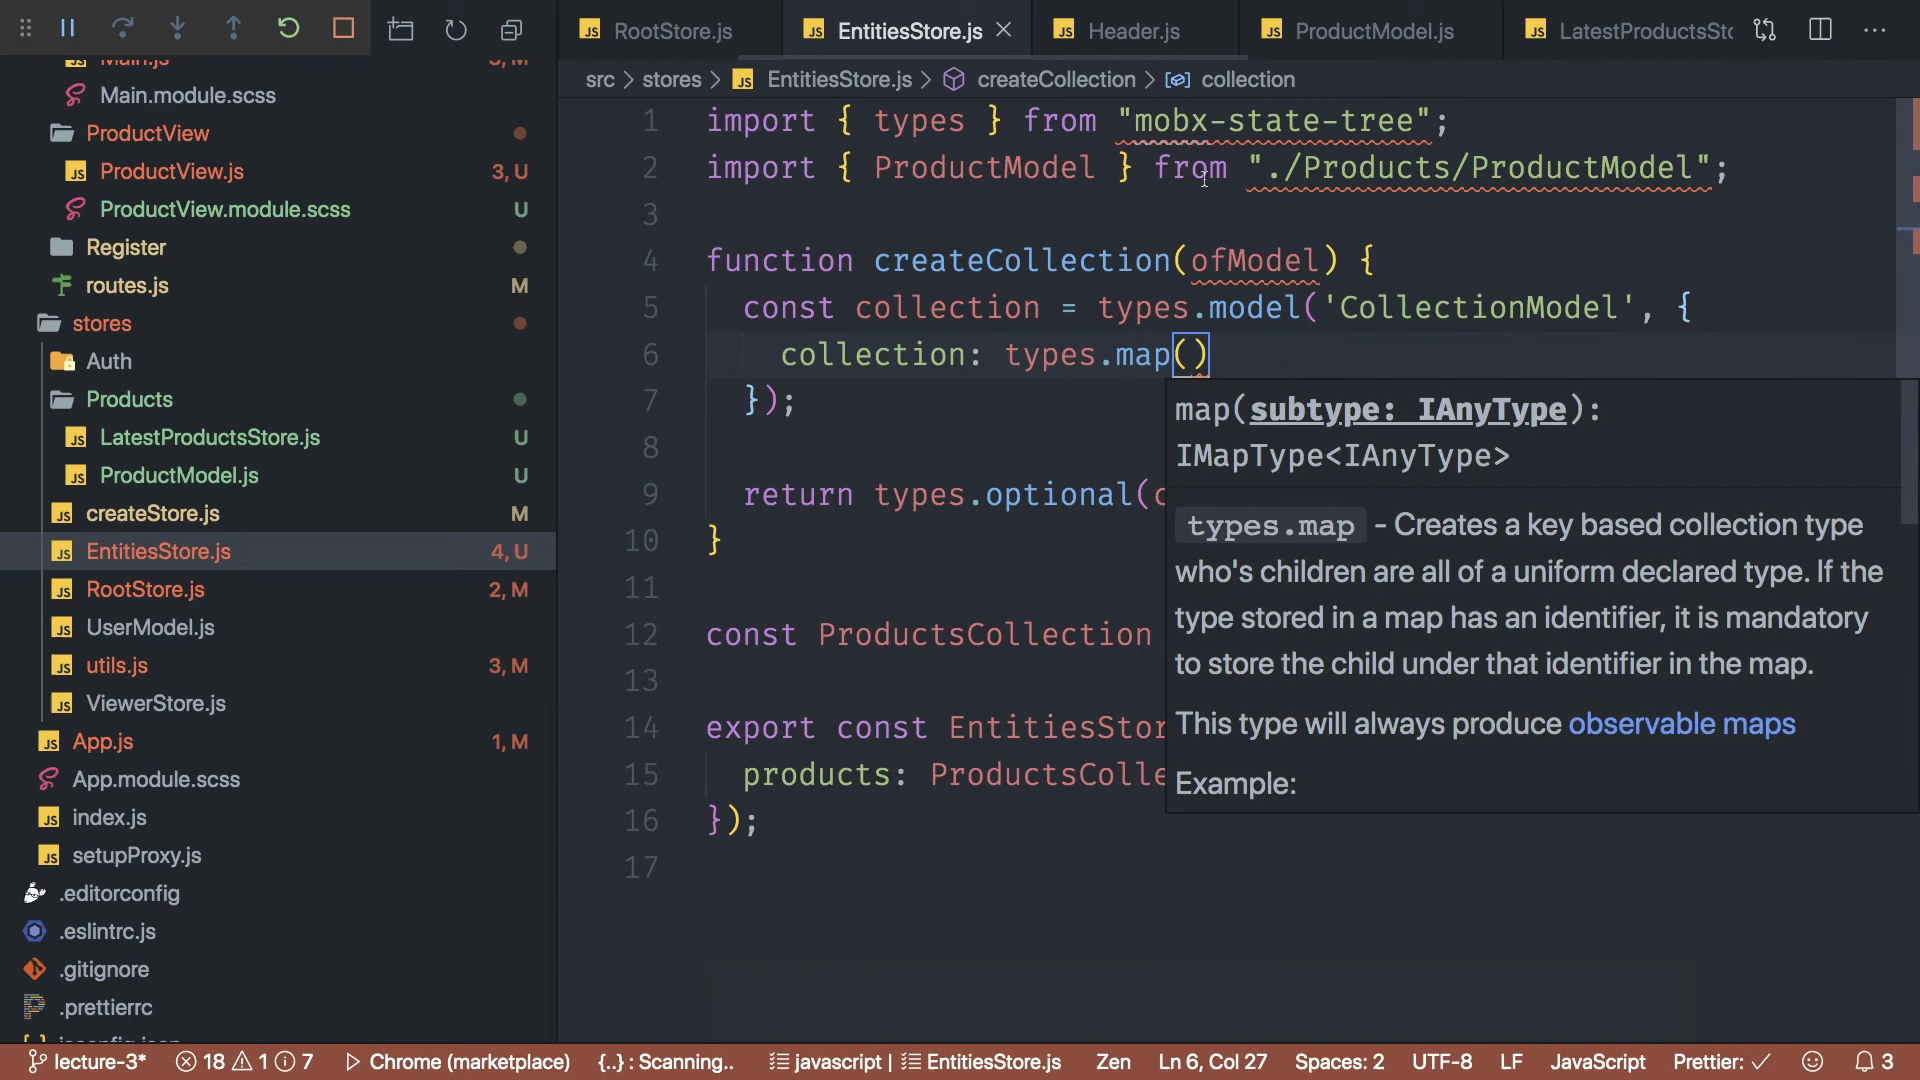 RootStore.js
EntitiesStore.js
Header.js
ProductModel.js
LatestProductsSto
src > stores > JS EntitiesStore.js > createCollection > collection
Main.js 3, M
Main.module.scss
ProductView
ProductView.js 3, U
ProductView.module.scss U
Register
routes.js M
stores
Auth
Products
LatestProductsStore.js U
ProductModel.js U
createStore.js M
EntitiesStore.js 4, U
RootStore.js 2, M
UserModel.js
utils.js 3, M
ViewerStore.js
App.js 1, M
App.module.scss
index.js
setupProxy.js
.editorconfig
.eslintrc.js
.gitignore
.prettierrc
1 import { types } from "mobx-state-tree";
2 import { ProductModel } from "./Products/ProductModel";
3
4 function createCollection(ofModel) {
5 const collection = types.model('CollectionModel', {
6 collection: types.map()
7 });
8
9 return types.optional(c
10 }
11
12 const ProductsCollection
13
14 export const EntitiesStor
15 products: ProductsColle
16 });
17
map(subtype: IAnyType):
IMapType<IAnyType>
types.map - Creates a key based collection type
who's children are all of a uniform declared type. If the
type stored in a map has an identifier, it is mandatory
to store the child under that identifier in the map.
This type will always produce observable maps
Example:
lecture-3* 18 1 7 Chrome (marketplace) {..} : Scanning.. javascript | EntitiesStore.js Zen Ln 6, Col 27 Spaces: 2 UTF-8 LF JavaScript Prettier: ✓ 3